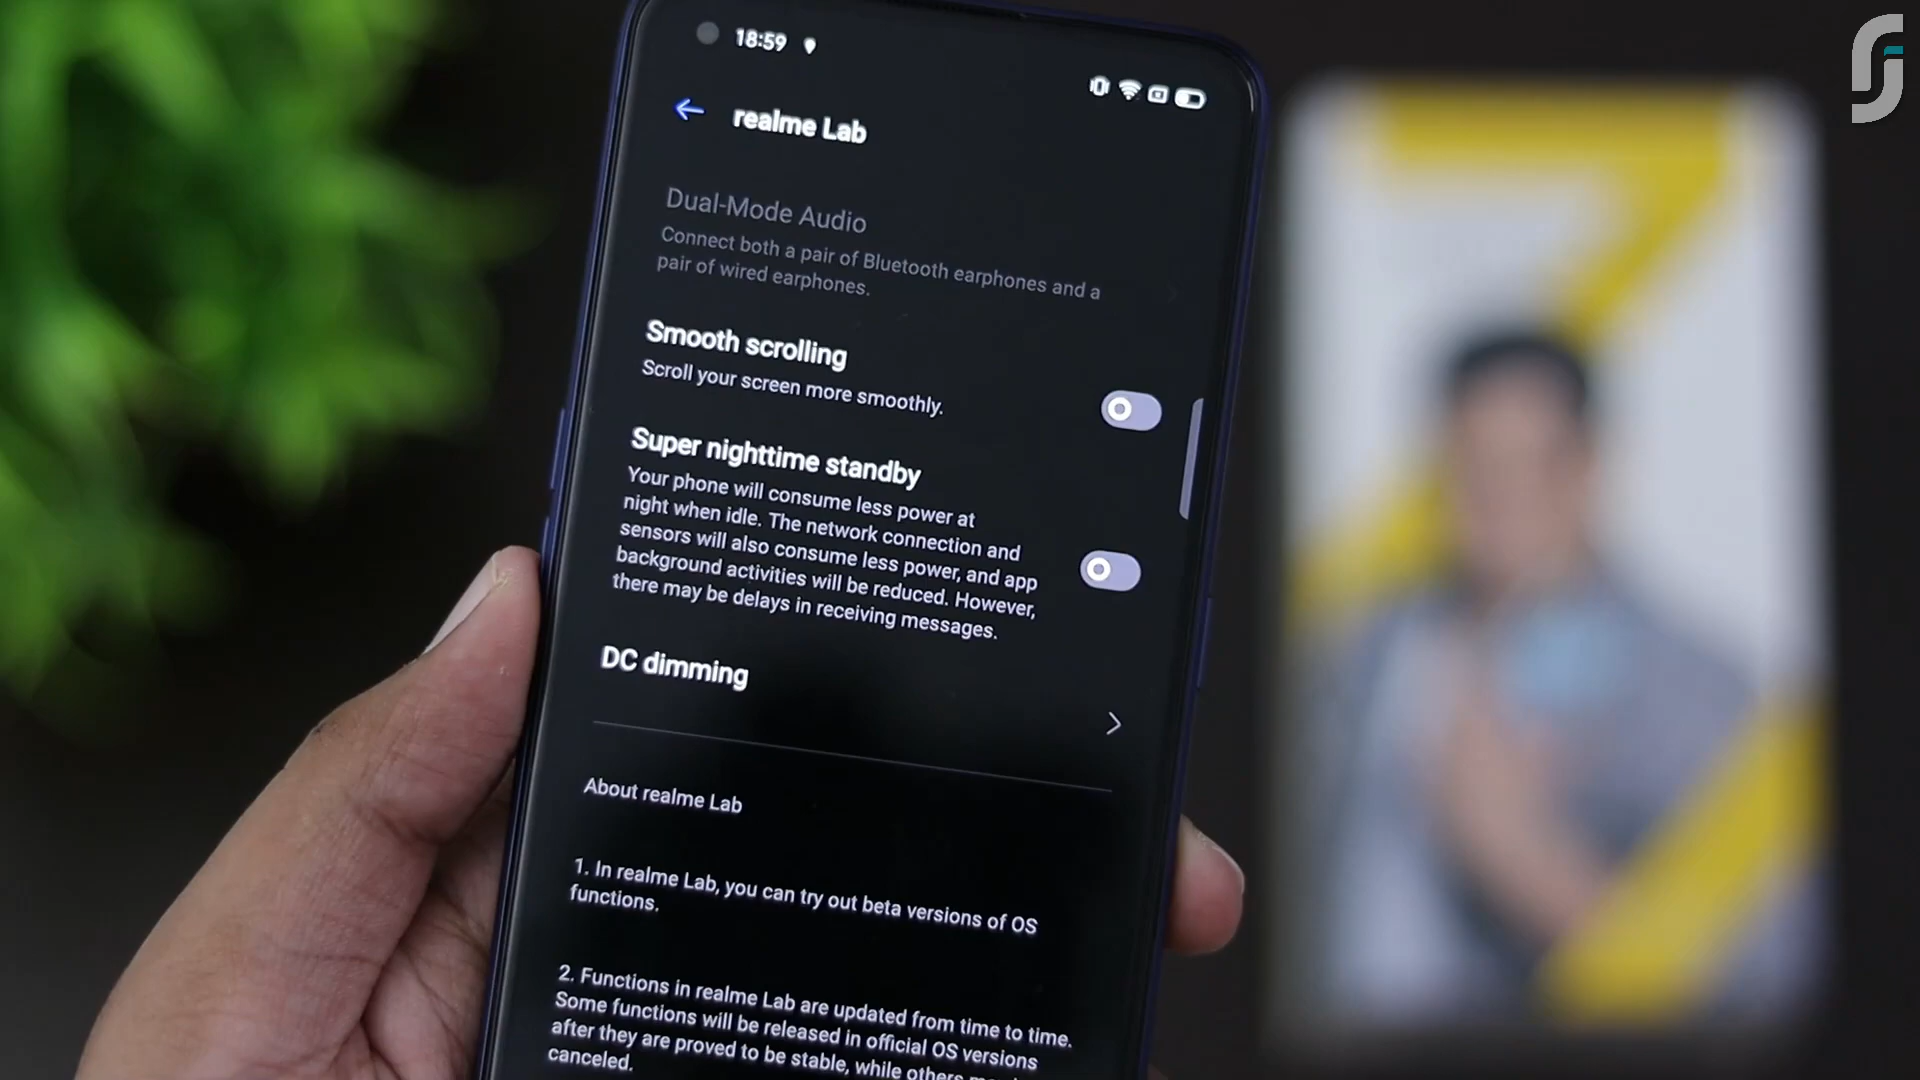 18:59
realme Lab
Dual-Mode Audio
Connect both a pair of Bluetooth earphones and a
pair of wired earphones.
Smooth scrolling
Scroll your screen more smoothly.
Super nighttime standby
Your phone will consume less power at
night when idle. The network connection and
sensors will also consume less power, and app
background activities will be reduced. However,
there may be delays in receiving messages.
DC dimming
About realme Lab
1. In realme Lab, you can try out beta versions of OS
functions.
2. Functions in realme Lab are updated from time to time.
Some functions will be released in official OS versions
after they are proved to be stable, while others
canceled.